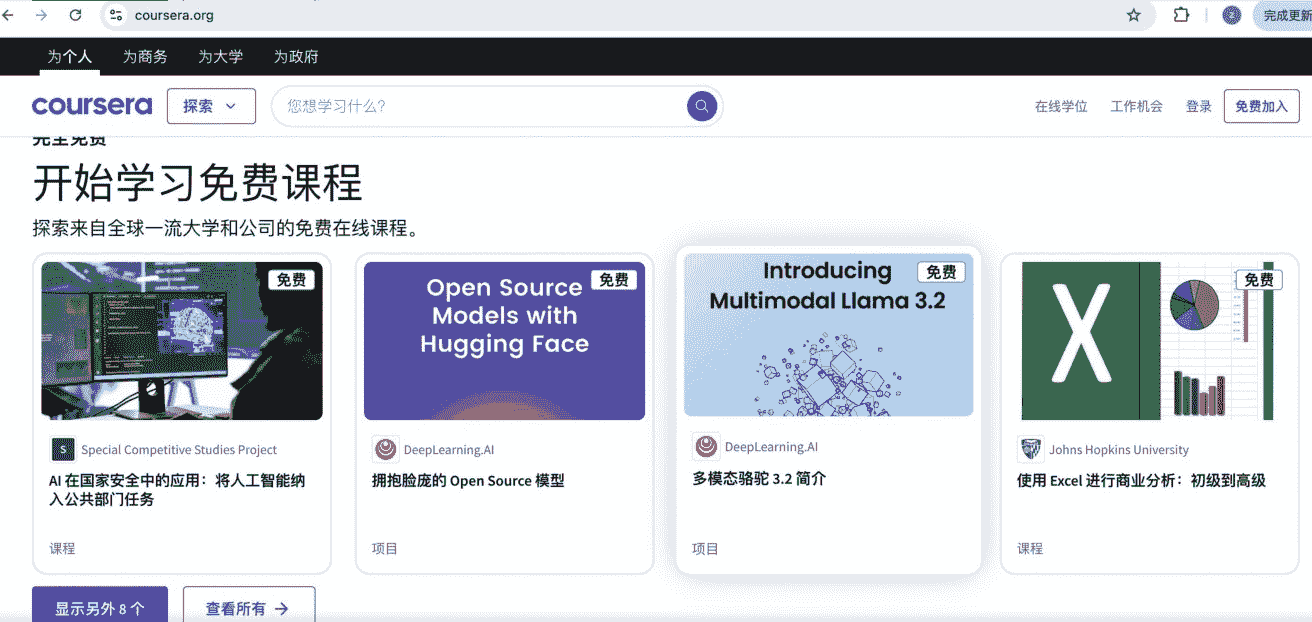 coursera.org
完成更新
为个人 为商务 为大学 为政府
coursera 探索 您想学习什么? 在线学位 工作机会 登录 免费加入
完全免费
开始学习免费课程
探索来自全球一流大学和公司的免费在线课程。
免费
Special Competitive Studies Project
AI 在国家安全中的应用：将人工智能纳
入公共部门任务
课程
免费
Open Source
Models with
Hugging Face
DeepLearning.AI
拥抱脸庞的 Open Source 模型
项目
免费
Introducing
Multimodal Llama 3.2
DeepLearning.AI
多模态骆驼 3.2 简介
项目
免费
X
Johns Hopkins University
使用 Excel 进行商业分析：初级到高级
课程
显示另外 8 个 查看所有 →